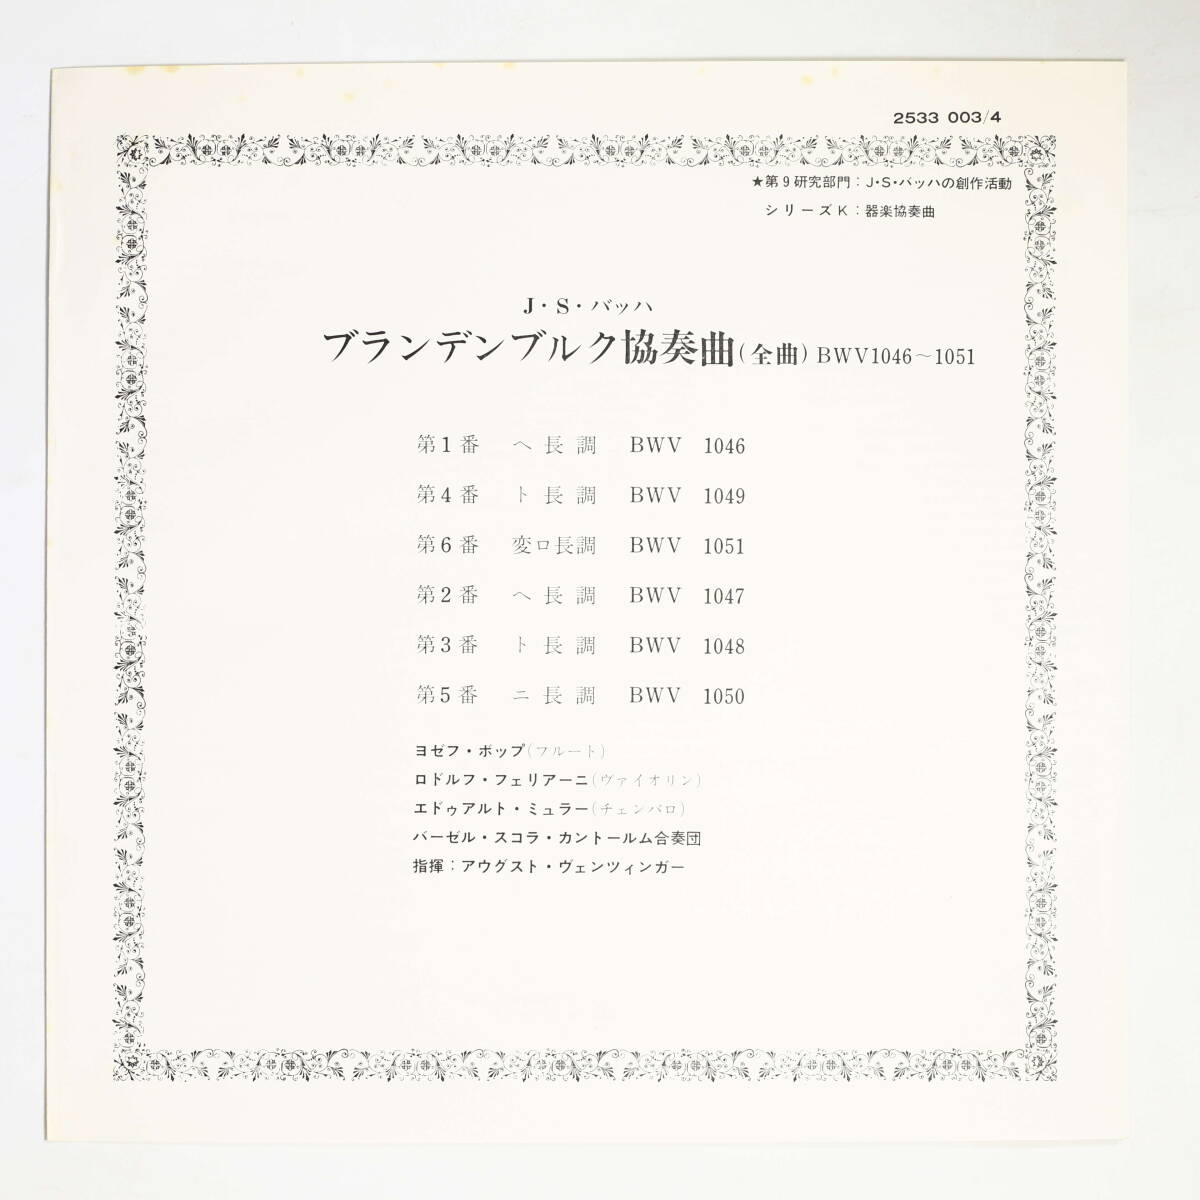 2533 003/4
★第9研究部門：J・S・バッハの創作活動
シリーズK：器楽協奏曲
J・S・バッハ
ブランデンブルク協奏曲(全曲) BWV1046〜1051
第1番 ヘ長調 BWV 1046
第4番 ト長調 BWV 1049
第6番 変ロ長調 BWV 1051
第2番 ヘ長調 BWV 1047
第3番 ト長調 BWV 1048
第5番 ニ長調 BWV 1050
ヨゼフ・ボップ(フルート)
ロドルフ・フェリアーニ(ヴァイオリン)
エドゥアルト・ミュラー(チェンバロ)
バーゼル・スコラ・カントールム合奏団
指揮：アウグスト・ヴェンツィンガー